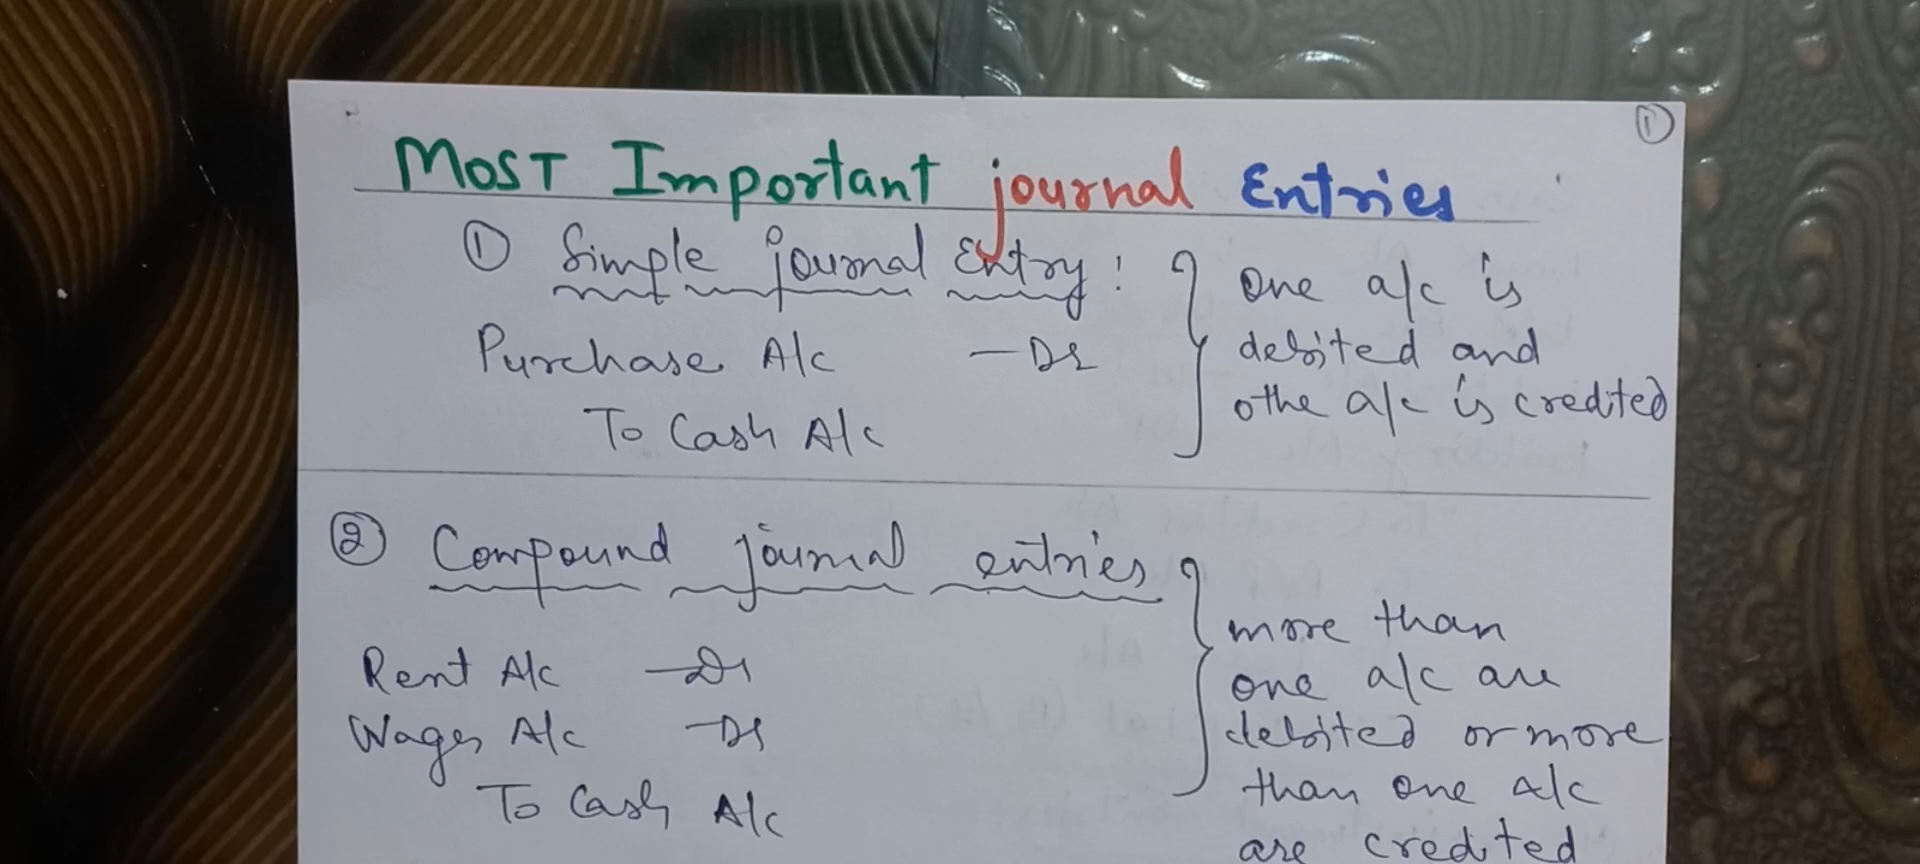 ①
Most Important journal Entries
① Simple journal Entry :
Purchase A/c —Dr
To Cash A/c
One a/c is
debited and
othe a/c is credited
② Compound journal entries
Rent A/c —Dr
Wages A/c —Dr
To Cash A/c
more than
one a/c are
debited or more
than one a/c
are credited